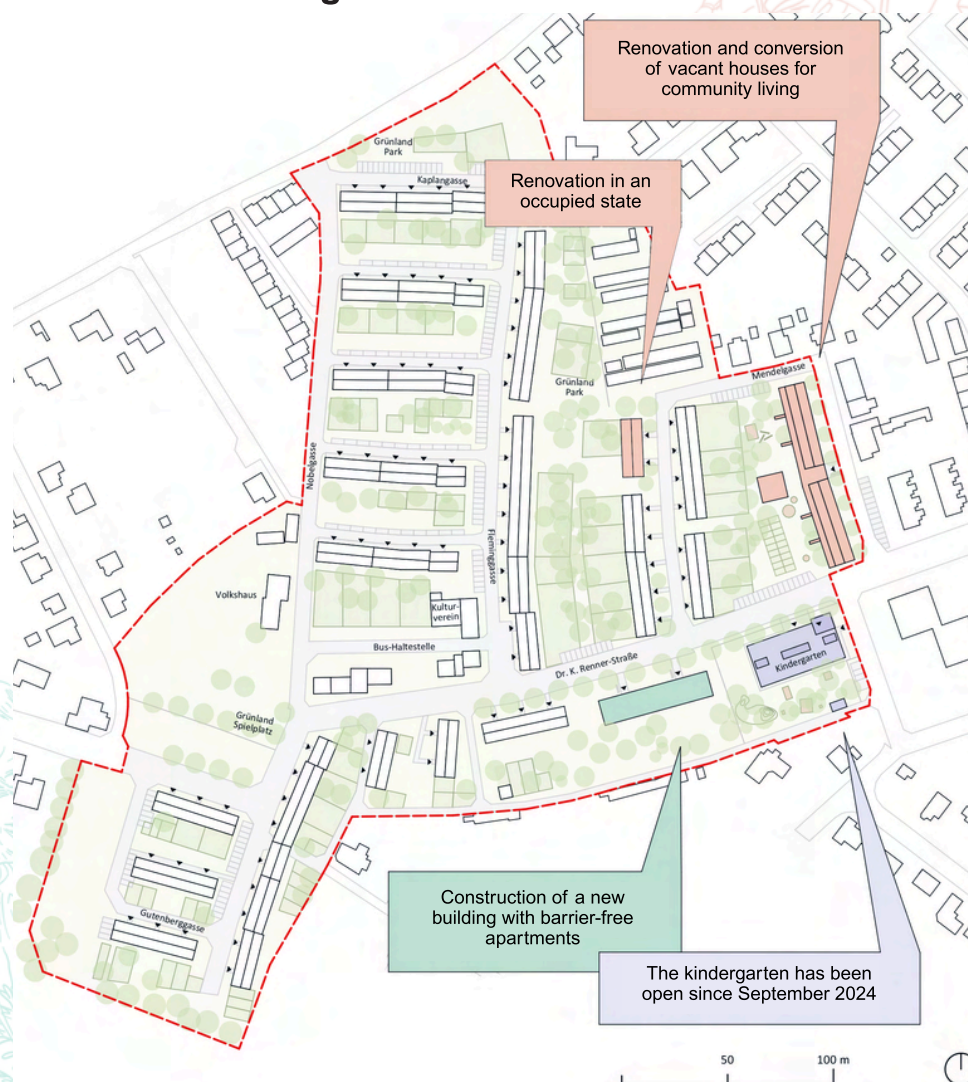 Renovation and conversion
of vacant houses for
community living
Grünland
Park
Kaplangasse
Renovation in an
occupied state
Mendelgasse
Grünland
Park
Nobelgasse
Fleminggasse
Volkshaus
Kultur-
verein
Bus-Haltestelle
Dr. K. Renner-Straße
Kindergarten
Grünland
Spielplatz
Gutenberggasse
Construction of a new
building with barrier-free
apartments
The kindergarten has been
open since September 2024
50
100 m